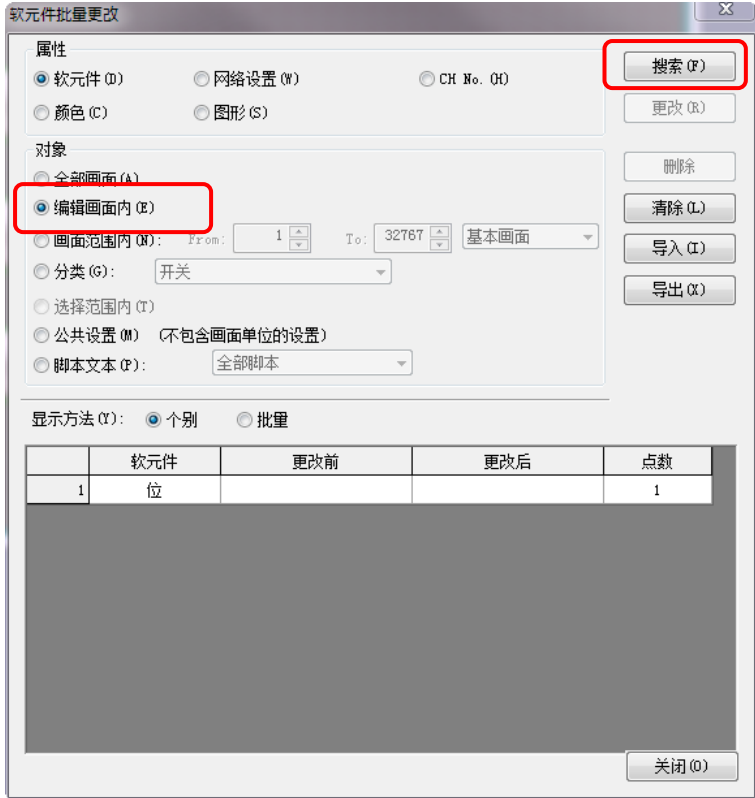 软元件批量更改
属性
软元件(D) 网络设置(W) CH No.(H)
颜色(C) 图形(S)
搜索(F)
更改(R)
对象
全部画面(A)
编辑画面内(E)
画面范围内(N): From: 1 To: 32767 基本画面
分类(G): 开关
选择范围内(T)
公共设置(M) (不包含画面单位的设置)
脚本文本(P): 全部脚本
删除
清除(L)
导入(I)
导出(X)
显示方法(Y): 个别 批量
软元件 更改前 更改后 点数
1 位 1
关闭(O)